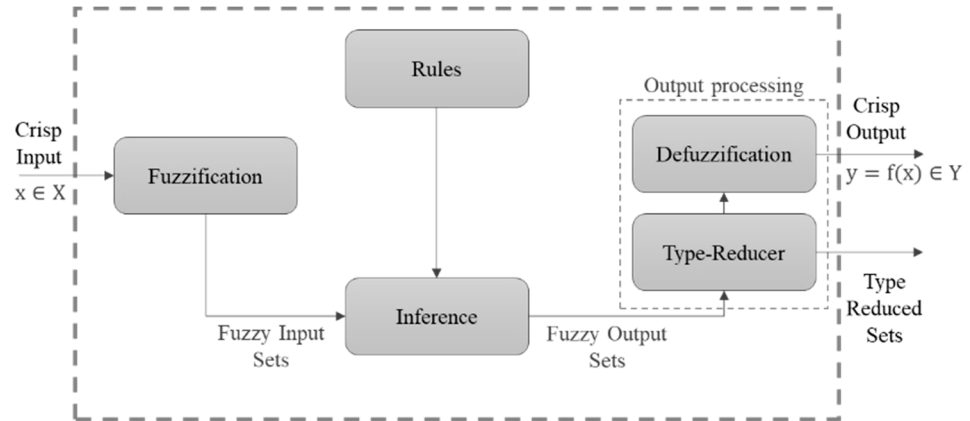 Rules
Output processing
Crisp
Input
x ∈ X
Fuzzification
Defuzzification
Crisp
Output
y = f(x) ∈ Y
Type-Reducer
Type
Reduced
Sets
Inference
Fuzzy Input
Sets
Fuzzy Output
Sets